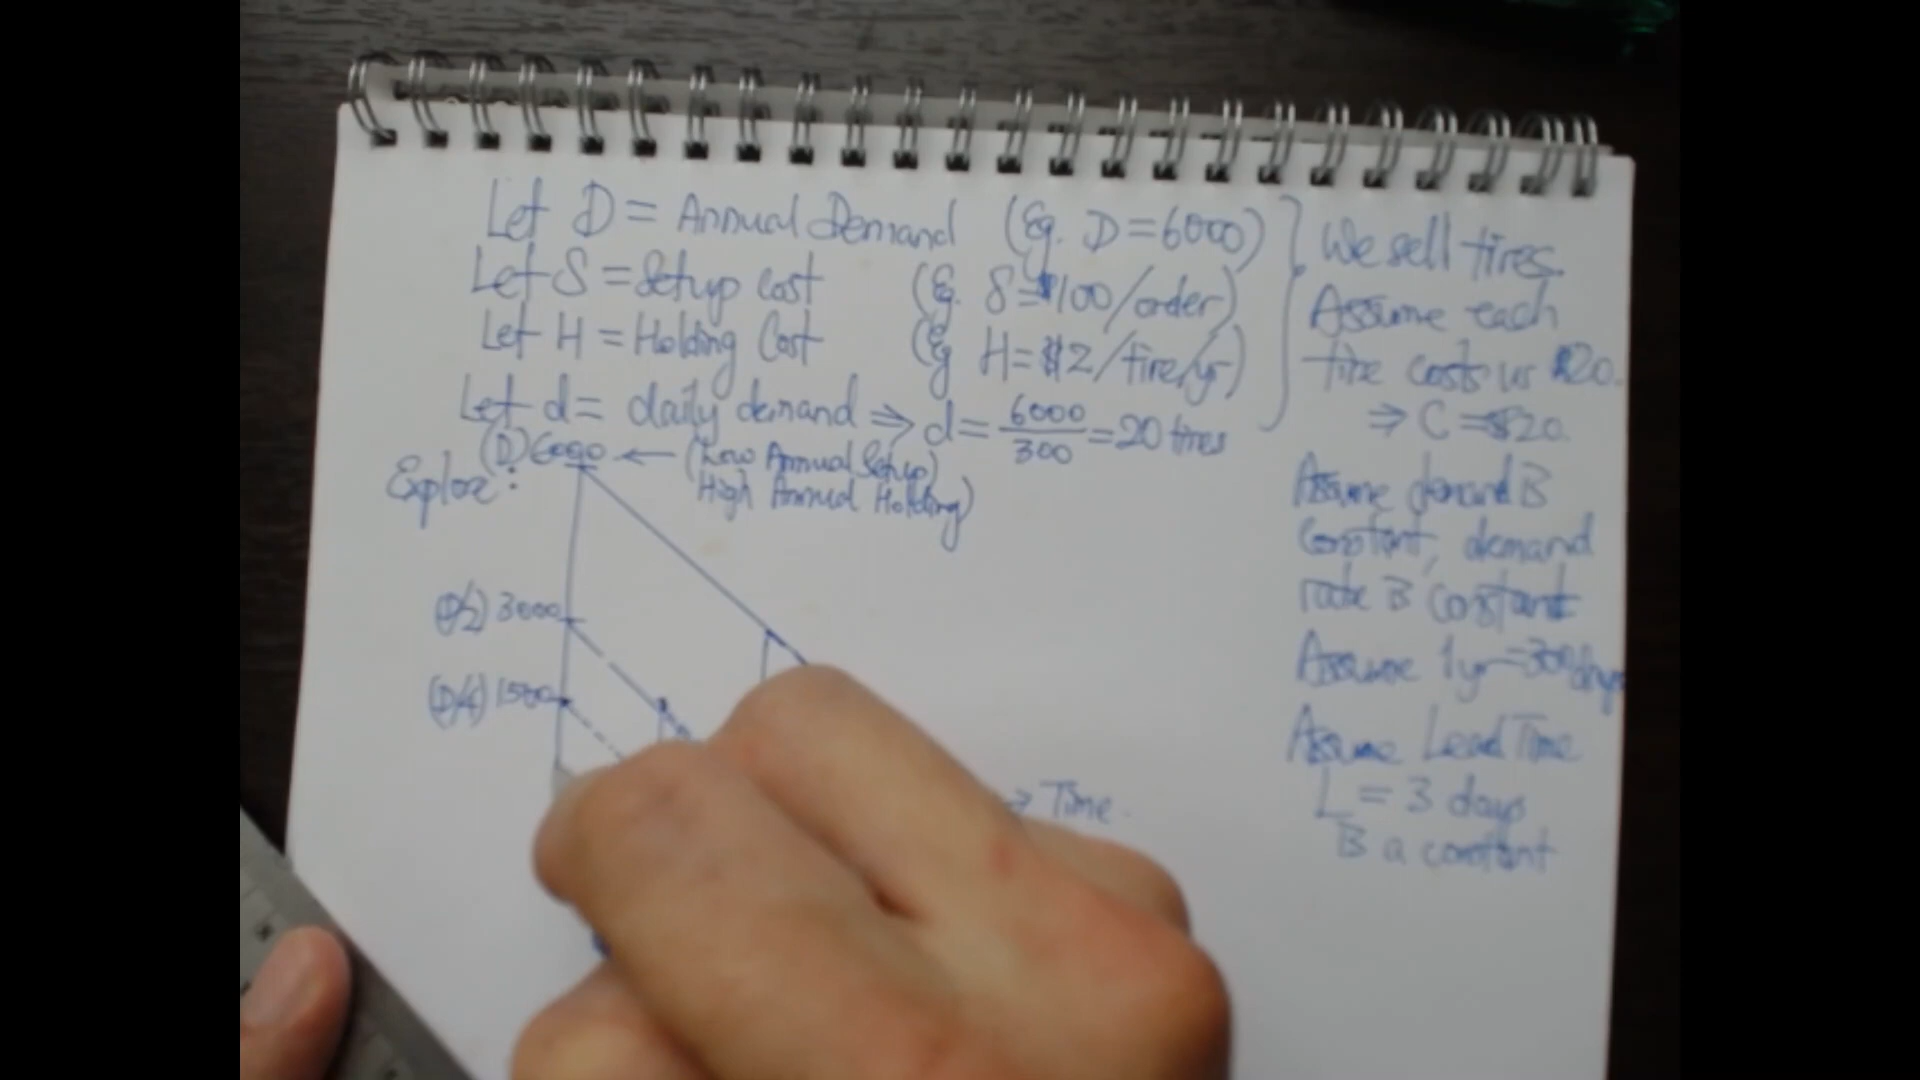 Let D = Annual Demand (Eg. D=6000)
Let S = Setup cost (Eg. S=$100/order)
Let H = Holding Cost (Eg H=$2/tire/yr)
Let d = daily demand ⇒ d = 6000/300 = 20 tires
(D) 6000 ← (Low Annual Setup)
High Annual Holding)
Explore:
(D/2) 3000
(D/4) 1500
→ Time.
We sell tires.
Assume each
tire costs us $20.
⇒ C = $20.
Assume demand is
constant, demand
rate is constant
Assume 1yr=300days
Assume Lead Time
L = 3 days
is a constant